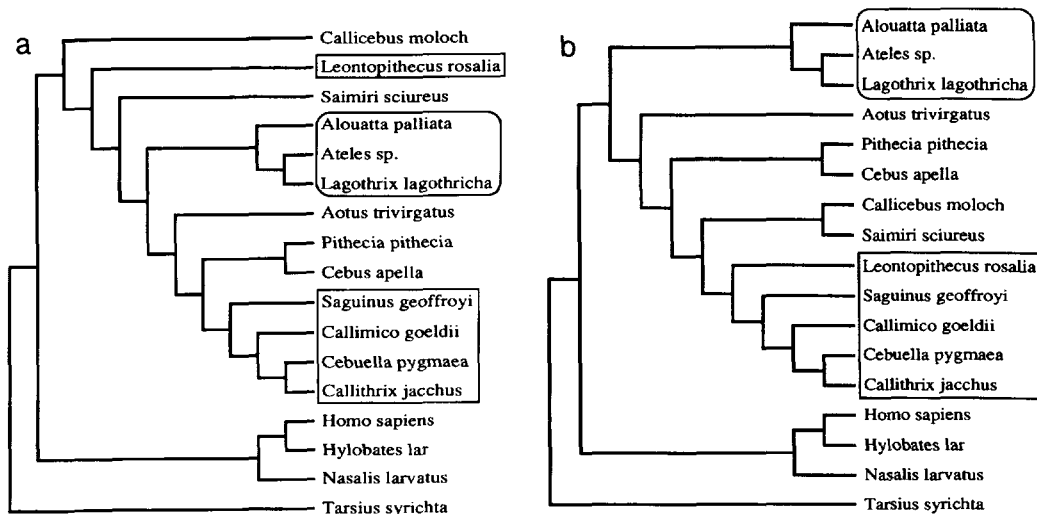 a
Callicebus moloch
Leontopithecus rosalia
Saimiri sciureus
Alouatta palliata
Ateles sp.
Lagothrix lagothricha
Aotus trivirgatus
Pithecia pithecia
Cebus apella
Saguinus geoffroyi
Callimico goeldii
Cebuella pygmaea
Callithrix jacchus
Homo sapiens
Hylobates lar
Nasalis larvatus
Tarsius syrichta
b
Alouatta palliata
Ateles sp.
Lagothrix lagothricha
Aotus trivirgatus
Pithecia pithecia
Cebus apella
Callicebus moloch
Saimiri sciureus
Leontopithecus rosalia
Saguinus geoffroyi
Callimico goeldii
Cebuella pygmaea
Callithrix jacchus
Homo sapiens
Hylobates lar
Nasalis larvatus
Tarsius syrichta